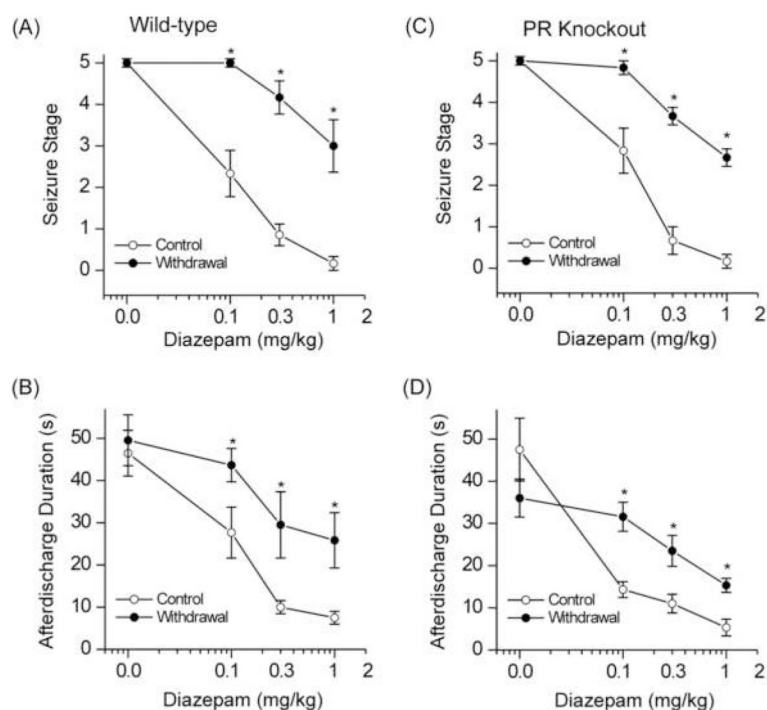 (A)
Wild-type
Seizure Stage
5
4
3
2
1
0
* * *
Control
Withdrawal
0.0 0.1 0.3 1 2
Diazepam (mg/kg)
(C)
PR Knockout
Seizure Stage
5
4
3
2
1
0
* * *
Control
Withdrawal
0.0 0.1 0.3 1 2
Diazepam (mg/kg)
(B)
Afterdischarge Duration (s)
50
40
30
20
10
0
* * *
Control
Withdrawal
0.0 0.1 0.3 1 2
Diazepam (mg/kg)
(D)
Afterdischarge Duration (s)
50
40
30
20
10
0
* * *
Control
Withdrawal
0.0 0.1 0.3 1 2
Diazepam (mg/kg)